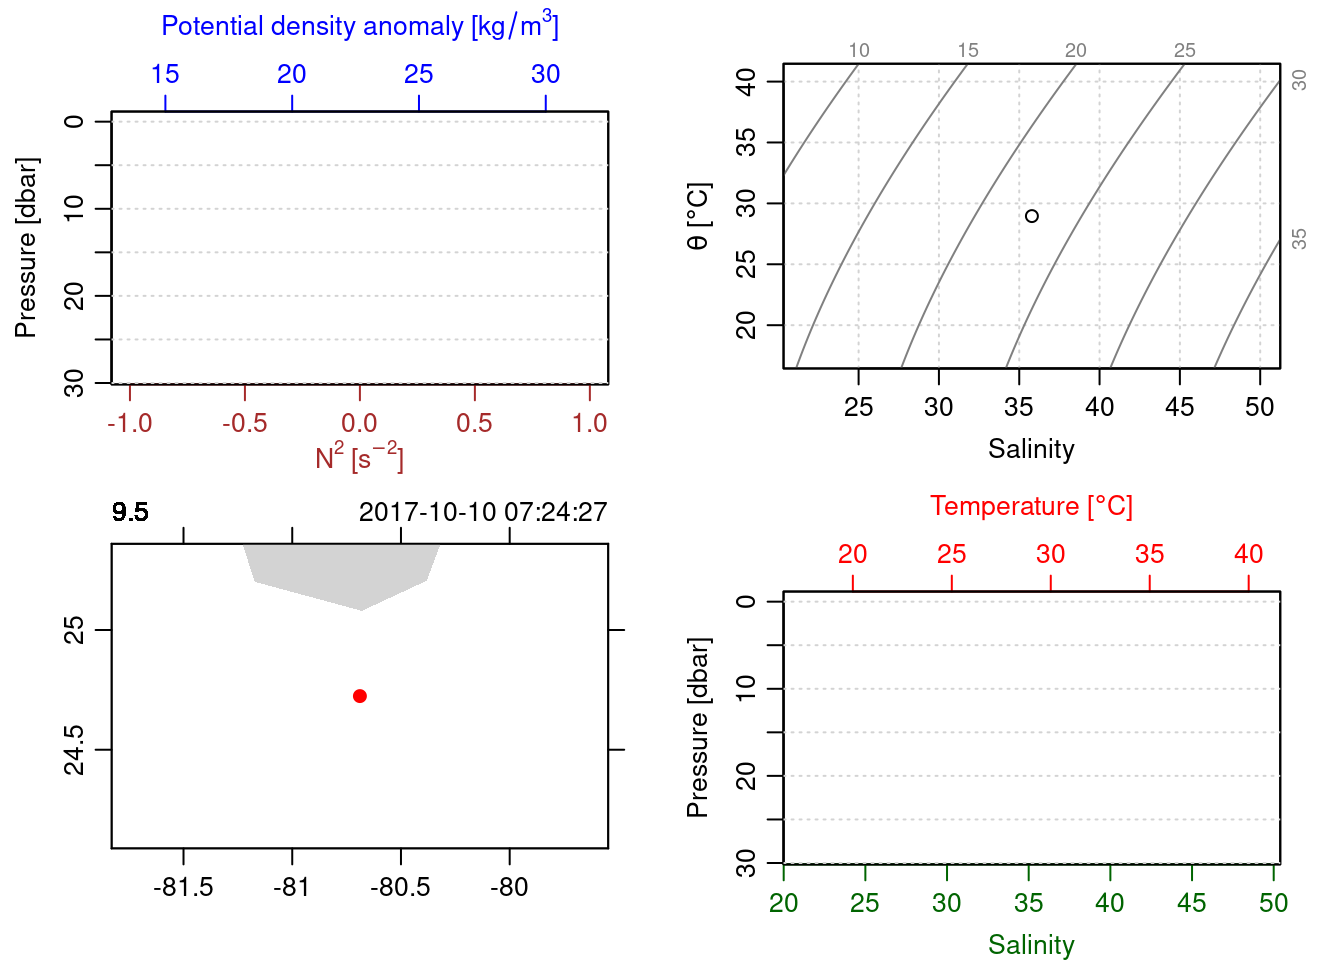 Potential density anomaly [kg/m³]
15 20 25 30
0
10
20
30
Pressure [dbar]
-1.0 -0.5 0.0 0.5 1.0
N² [s⁻²]
10 15 20 25
30
35
40
35
30
25
20
θ [°C]
25 30 35 40 45 50
Salinity
9.5 2017-10-10 07:24:27
25
24.5
-81.5 -81 -80.5 -80
Temperature [°C]
20 25 30 35 40
0
10
20
30
Pressure [dbar]
20 25 30 35 40 45 50
Salinity